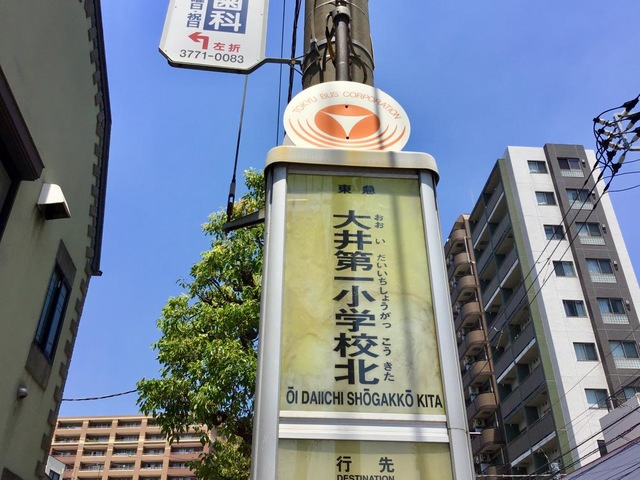 歯科
左折
3771-0083
TOKYU BUS CORPORATION
東急
大井第一小学校北
おおい だいいちしょうがっこう きた
ŌI DAIICHI SHŌGAKKŌ KITA
行先
DESTINATION